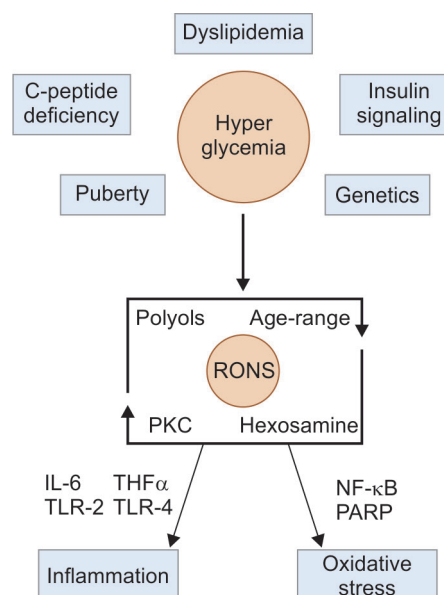 Dyslipidemia
C-peptide
deficiency
Insulin
signaling
Hyper
glycemia
Puberty
Genetics
Polyols
Age-range
RONS
PKC
Hexosamine
IL-6 THFα
TLR-2 TLR-4
NF-κB
PARP
Inflammation
Oxidative
stress